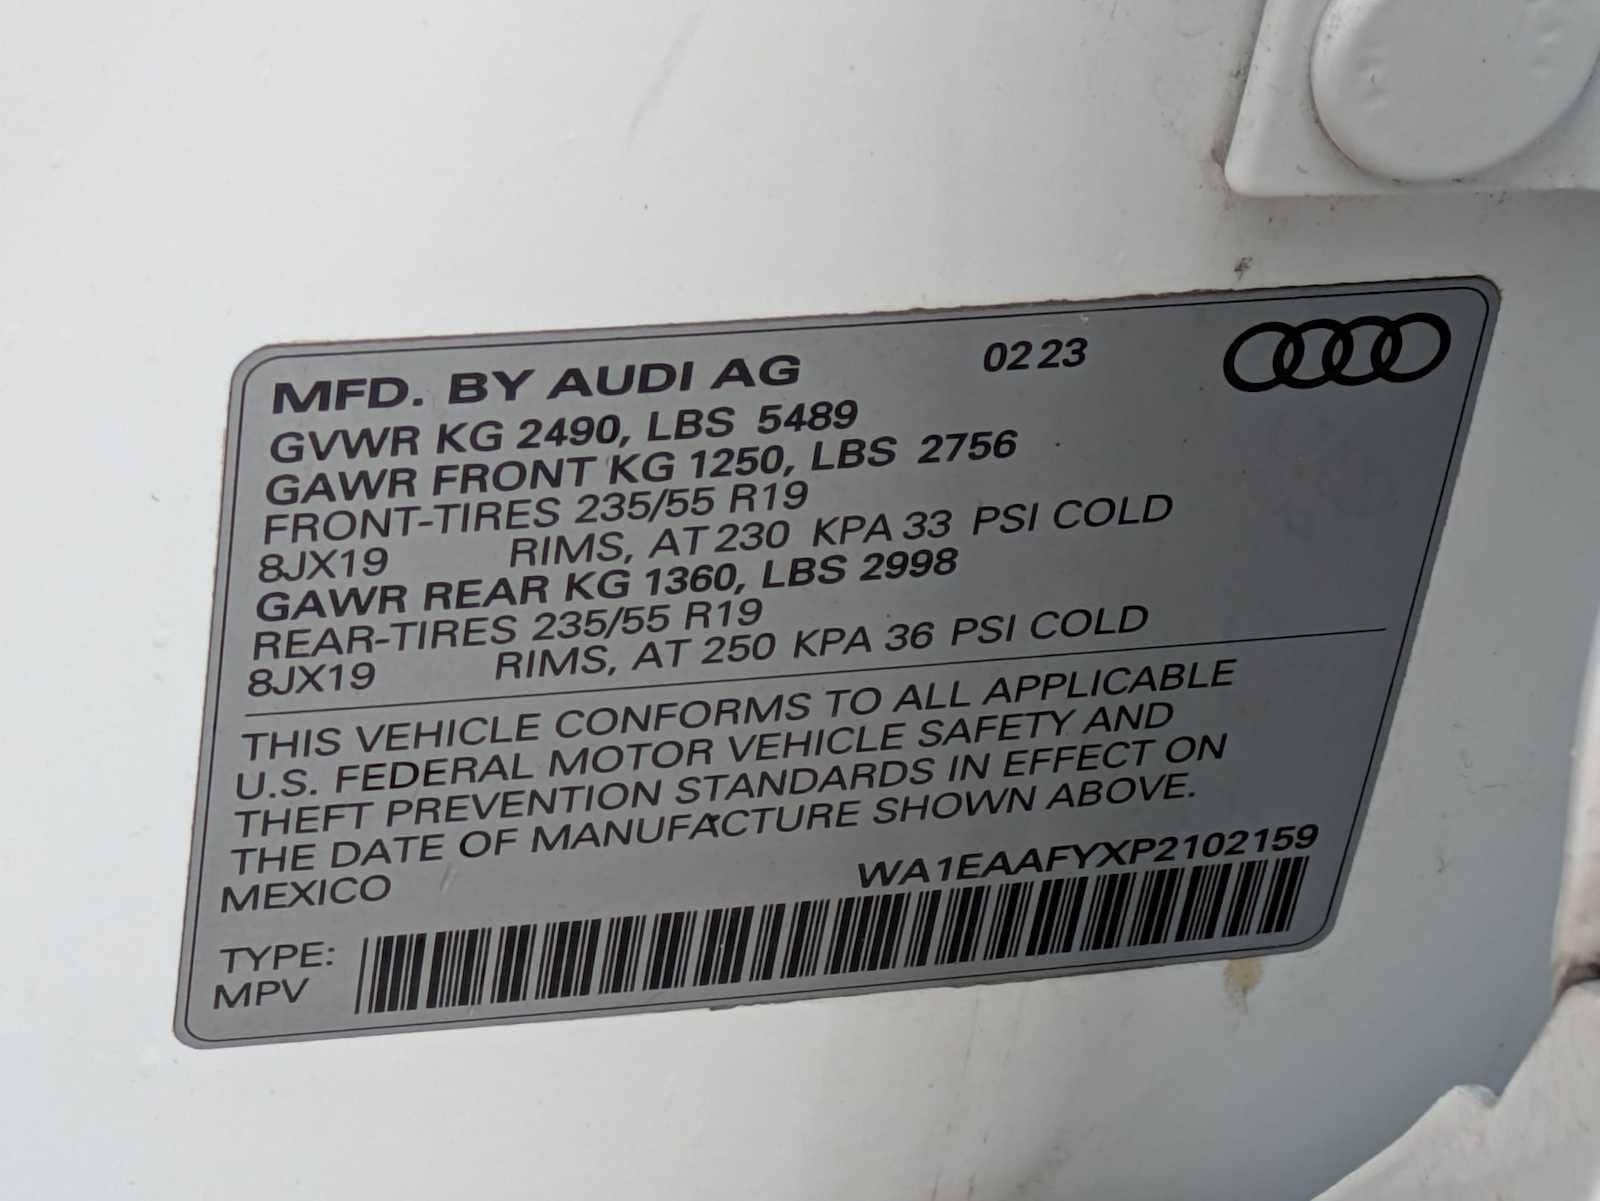 MFD. BY AUDI AG 02 23
GVWR KG 2490, LBS 5489
GAWR FRONT KG 1250, LBS 2756
FRONT-TIRES 235/55 R19
8JX19 RIMS, AT 230 KPA 33 PSI COLD
GAWR REAR KG 1360, LBS 2998
REAR-TIRES 235/55 R19
8JX19 RIMS, AT 250 KPA 36 PSI COLD
THIS VEHICLE CONFORMS TO ALL APPLICABLE
U.S. FEDERAL MOTOR VEHICLE SAFETY AND
THEFT PREVENTION STANDARDS IN EFFECT ON
THE DATE OF MANUFACTURE SHOWN ABOVE.
MEXICO WA1EAAFYXP2102159
TYPE:
MPV